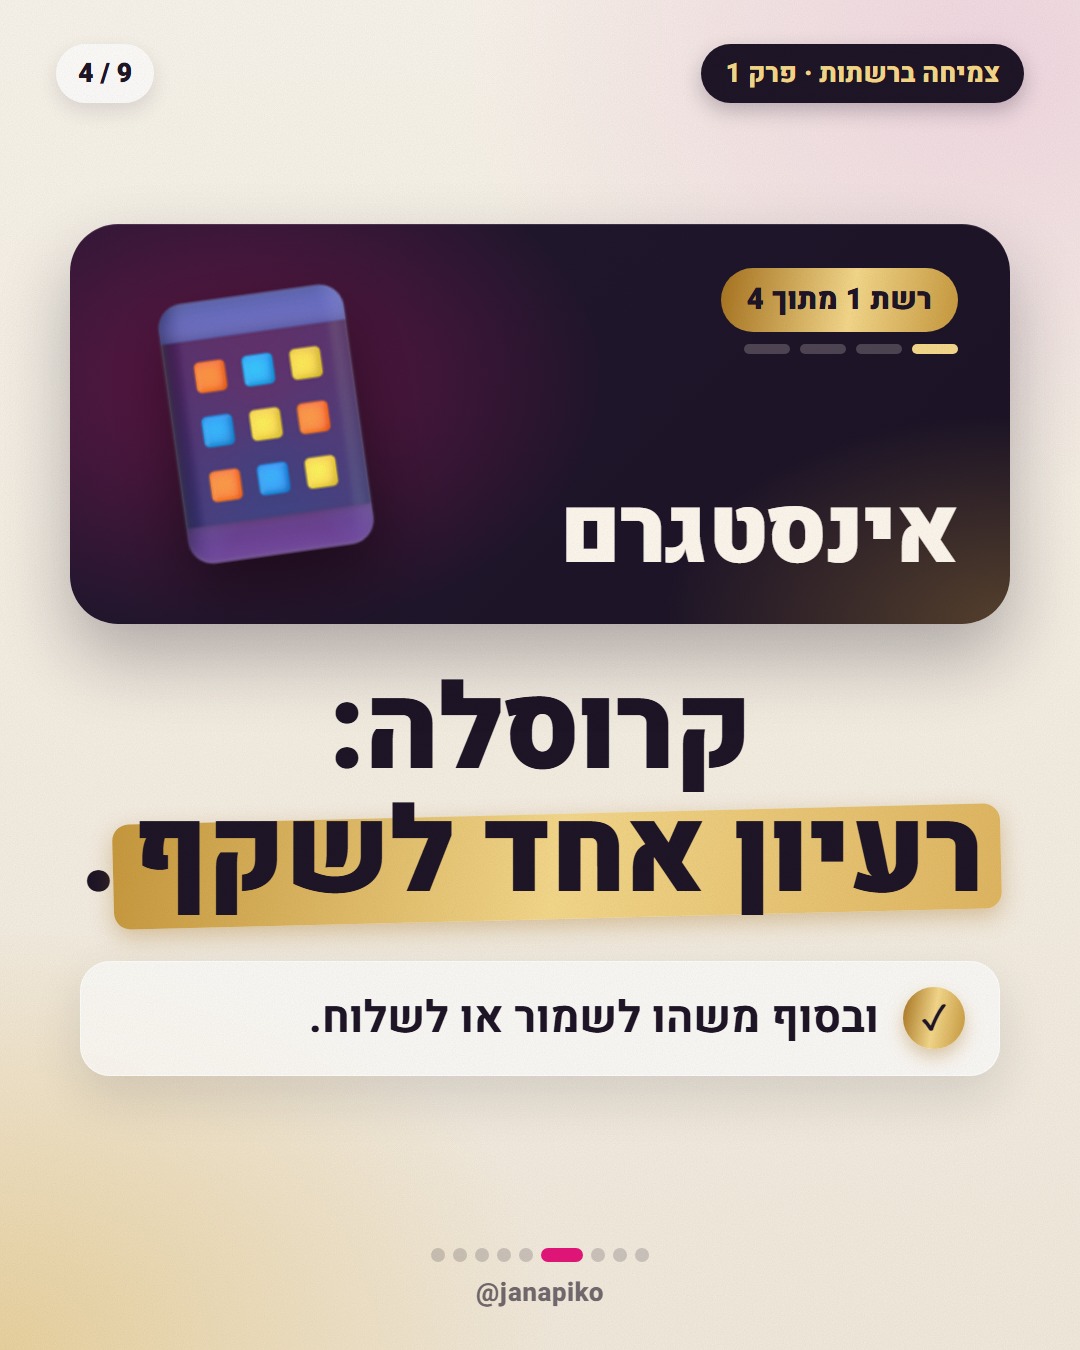 צמיחה ברשתות · פרק 1
4 / 9
רשת 1 מתוך 4
אינסטגרם
קרוסלה:
רעיון אחד לשקף.
ובסוף משהו לשמור או לשלוח.
@janapiko